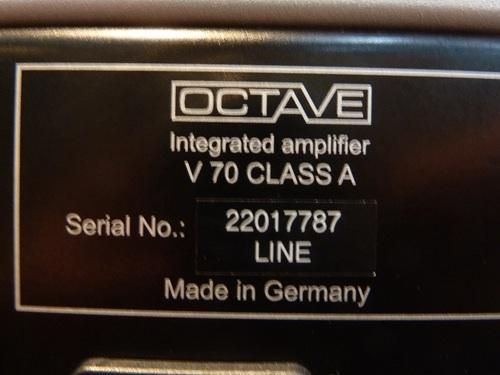 OCTAVE
Integrated amplifier
V 70 CLASS A
Serial No.: 22017787
LINE
Made in Germany